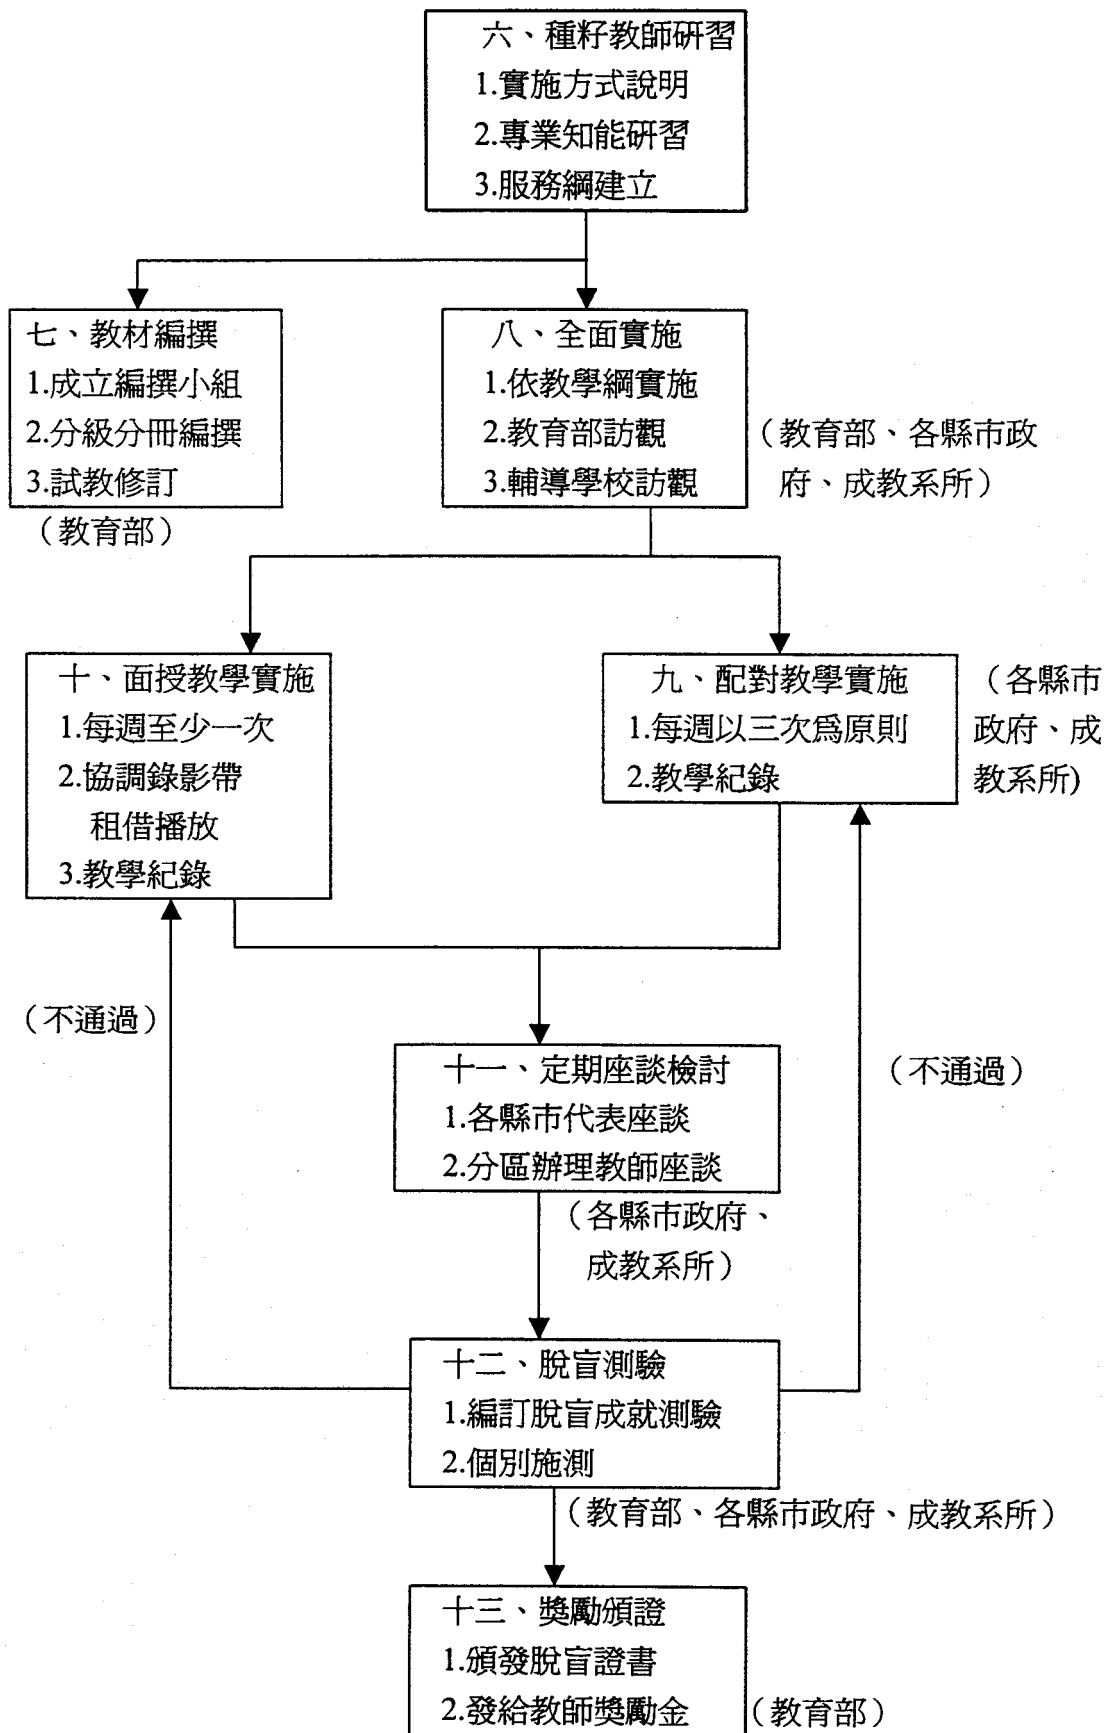 六、種籽教師研習
1.實施方式說明
2.專業知能研習
3.服務網建立
七、教材編撰
1.成立編撰小組
2.分級分冊編撰
3.試教修訂
（教育部）
八、全面實施
1.依教學綱實施
2.教育部訪觀
3.輔導學校訪觀
（教育部、各縣市政
府、成教系所）
十、面授教學實施
1.每週至少一次
2.協調錄影帶
租借播放
3.教學紀錄
九、配對教學實施
1.每週以三次爲原則
2.教學紀錄
（各縣市
政府、成
教系所)
（不通過）
（不通過）
十一、定期座談檢討
1.各縣市代表座談
2.分區辦理教師座談
（各縣市政府、
成教系所）
十二、脫盲測驗
1.編訂脫盲成就測驗
2.個別施測
（教育部、各縣市政府、成教系所）
十三、獎勵頒證
1.頒發脫盲證書
2.發給教師獎勵金
（教育部）